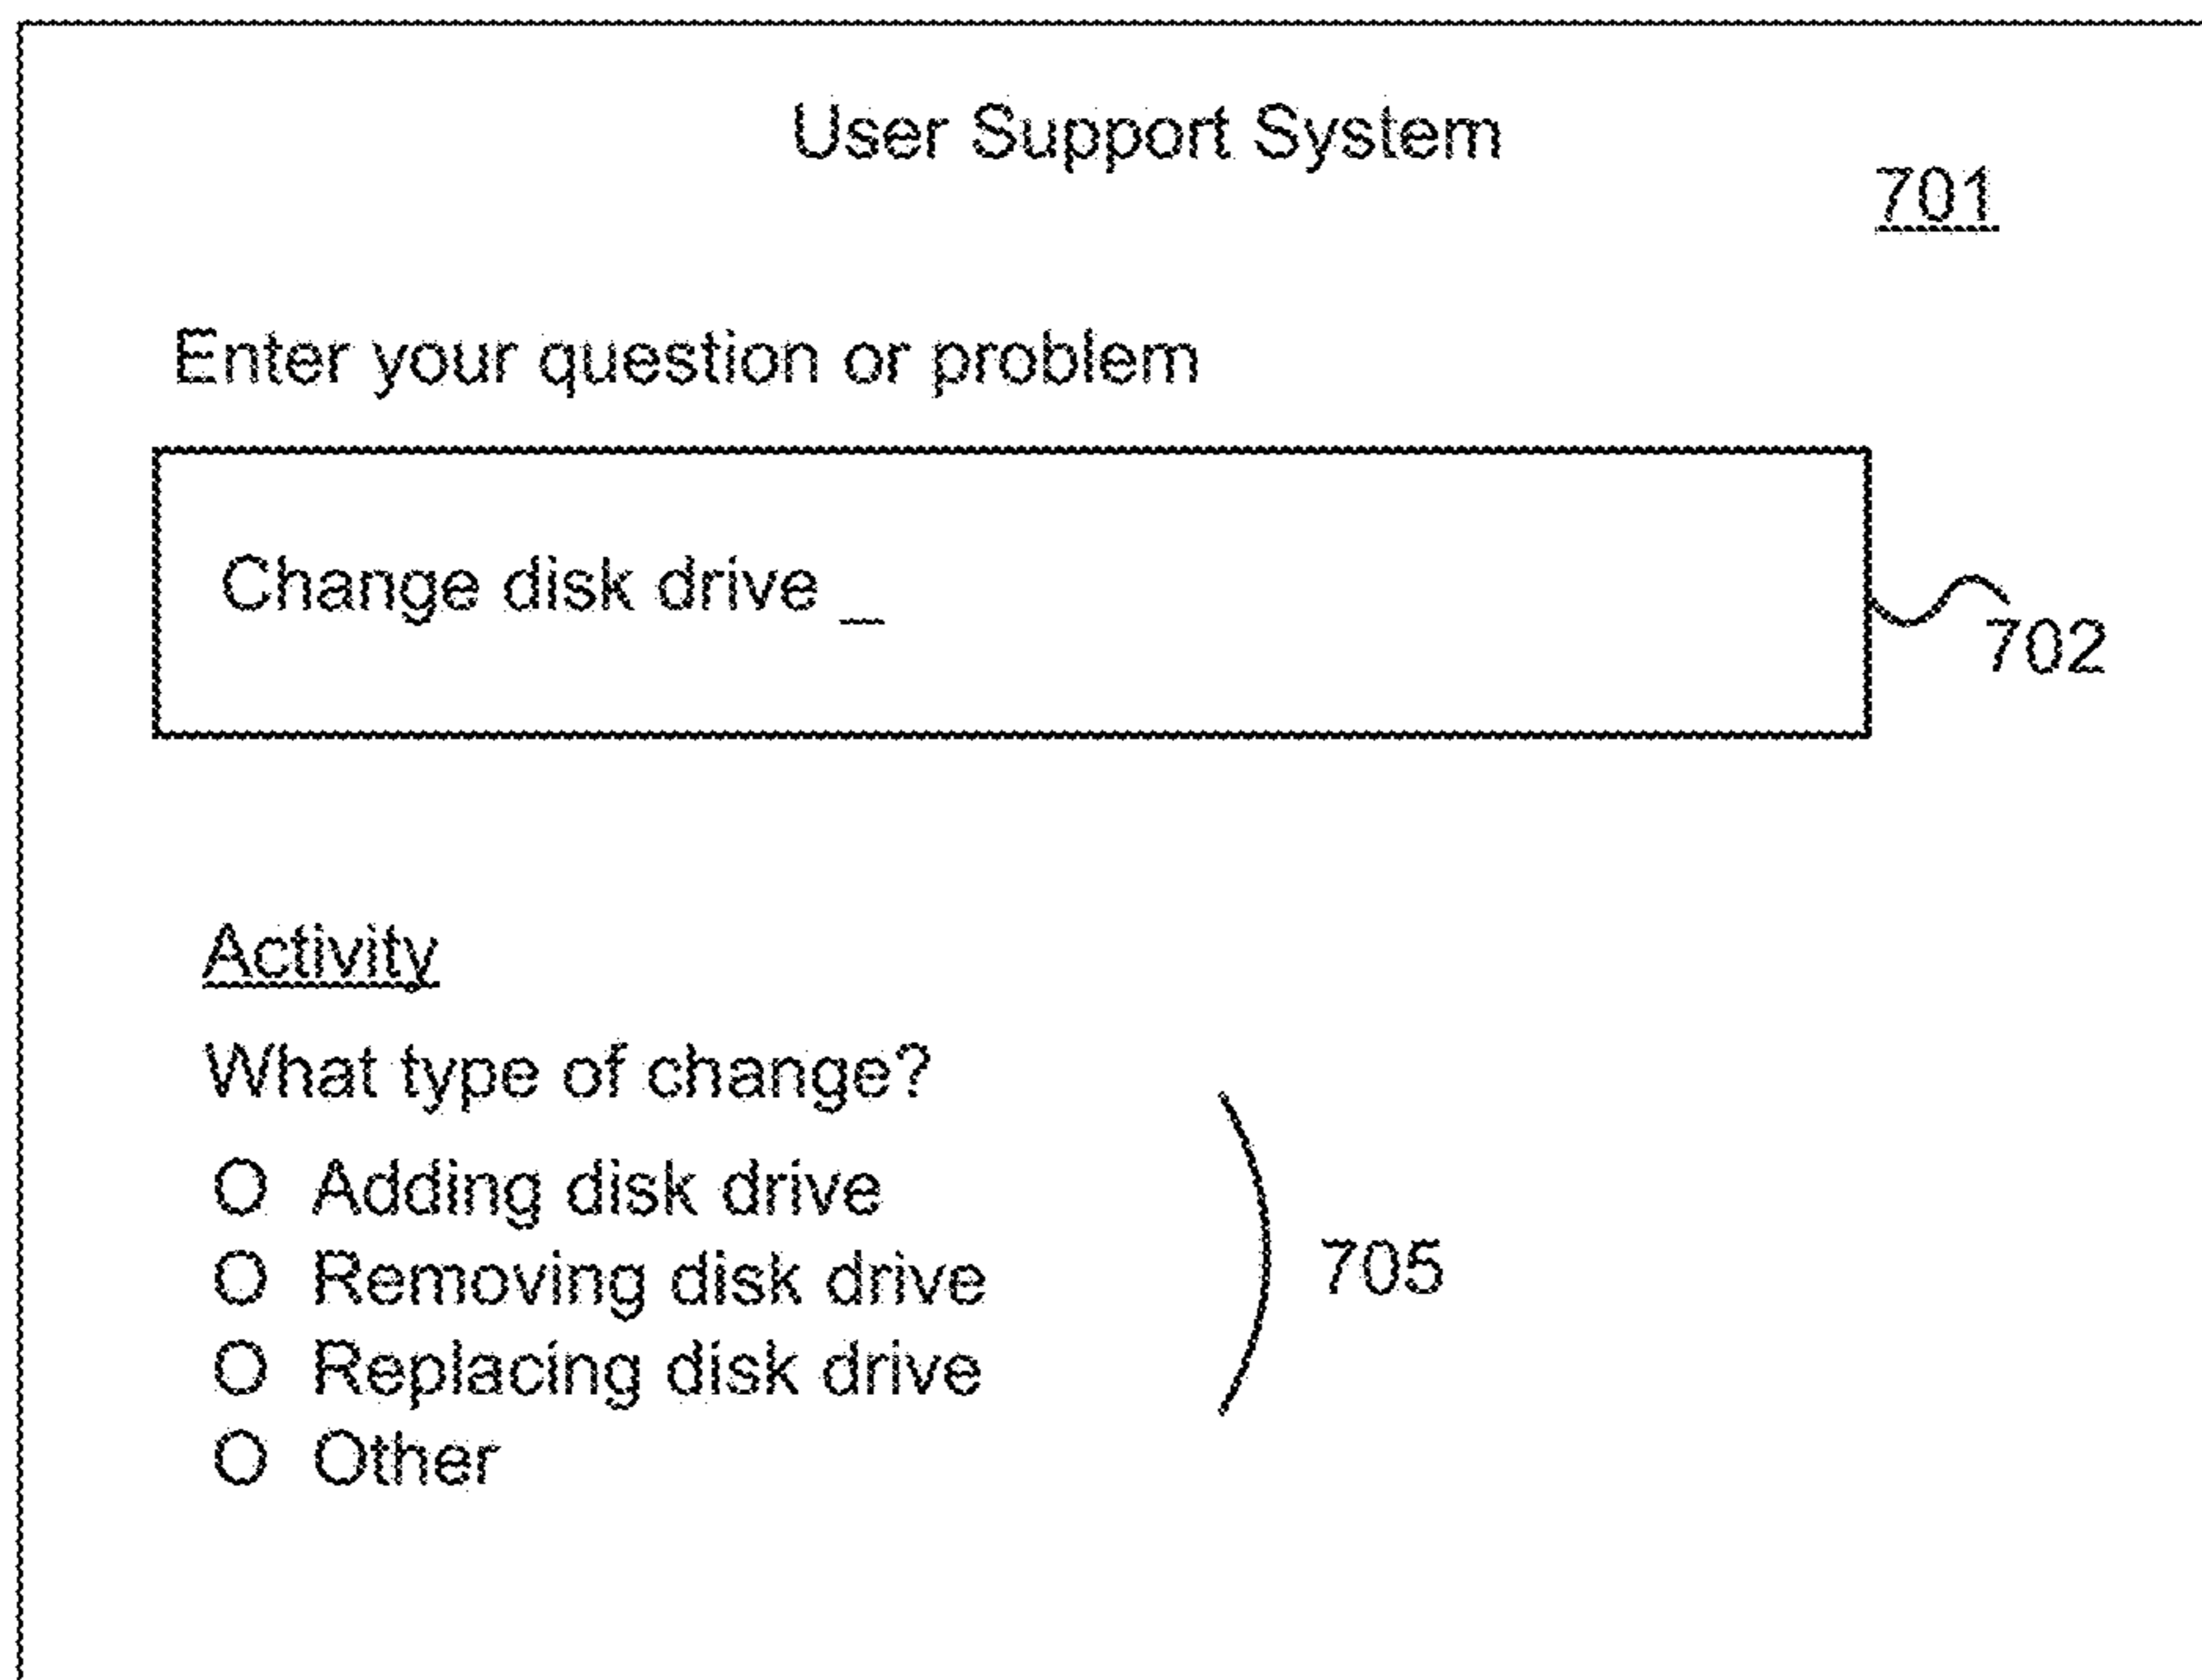 User Support System
701
Enter your question or problem
Change disk drive _
702
Activity
What type of change?
O Adding disk drive
O Removing disk drive
O Replacing disk drive
O Other
705